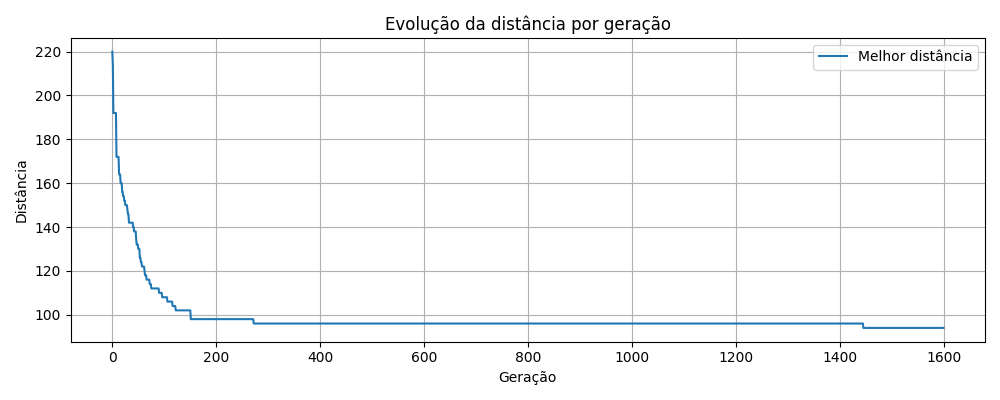 Evolução da distância por geração
Melhor distância
Distância
220
200
180
160
140
120
100
0 200 400 600 800 1000 1200 1400 1600
Geração